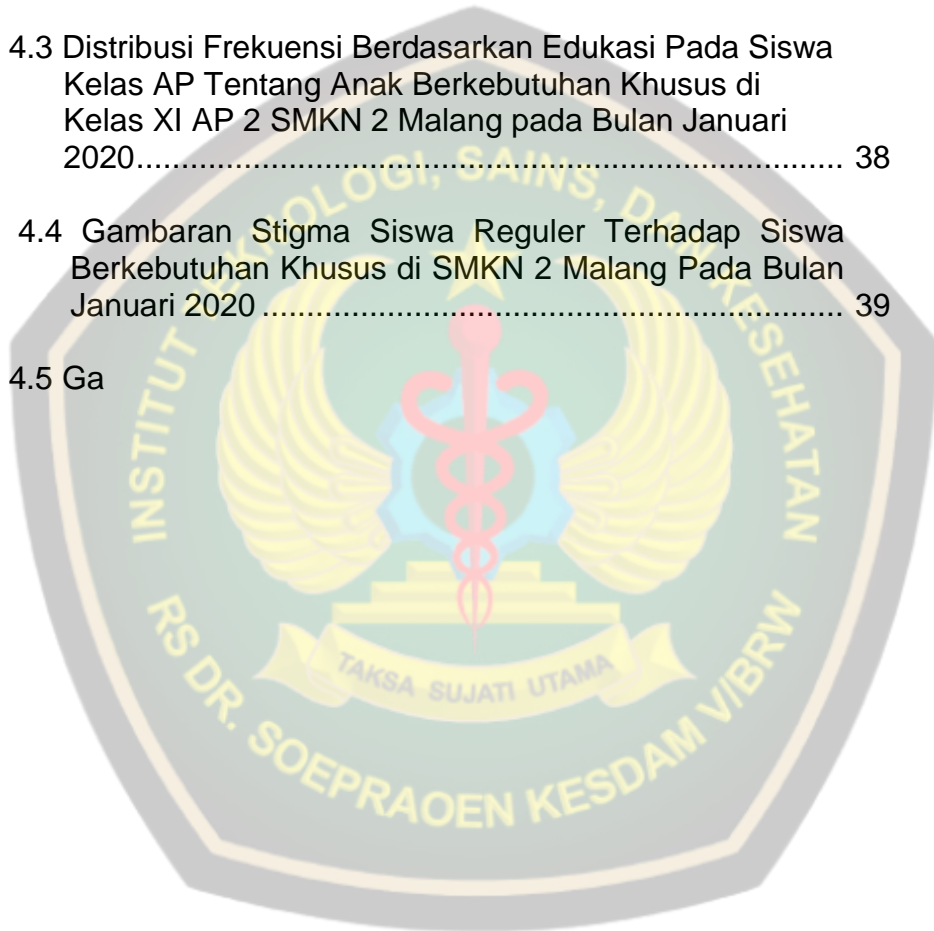 4.3 Distribusi Frekuensi Berdasarkan Edukasi Pada Siswa
Kelas AP Tentang Anak Berkebutuhan Khusus di
Kelas XI AP 2 SMKN 2 Malang pada Bulan Januari
2020.............................................................................. 38
4.4 Gambaran Stigma Siswa Reguler Terhadap Siswa
Berkebutuhan Khusus di SMKN 2 Malang Pada Bulan
Januari 2020 ................................................................ 39
4.5 Ga
INSTITUT TEKNOLOGI, SAINS, DAN KESEHATAN
TAKSA SUJATI UTAMA
RS DR. SOEPRAOEN KESDAM V/BRW